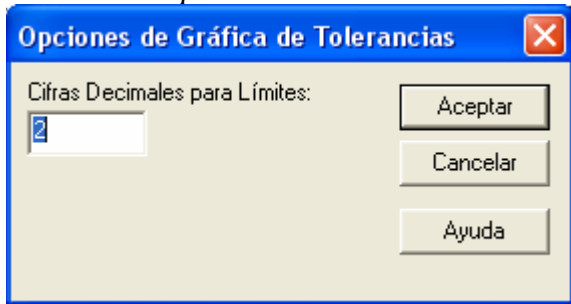 Opciones de Gráfica de Tolerancias
Cifras Decimales para Límites:
2
Aceptar
Cancelar
Ayuda